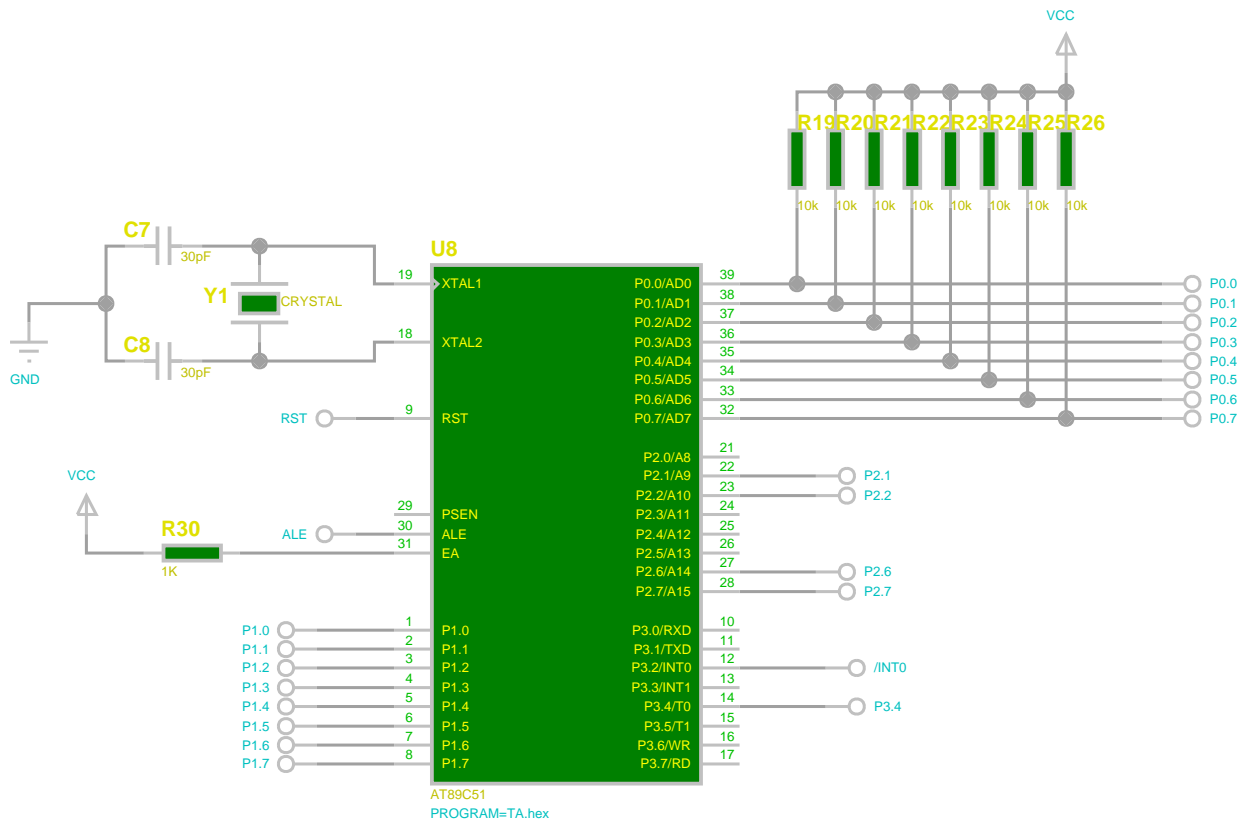 VCC
R19 R20 R21 R22 R23 R24 R25 R26
10k 10k 10k 10k 10k 10k 10k 10k
C7
30pF
Y1
CRYSTAL
C8
30pF
GND
U8
19 XTAL1
18 XTAL2
RST 9 RST
VCC
R30
1K
29 PSEN
ALE 30 ALE
31 EA
P1.0 1 P1.0
P1.1 2 P1.1
P1.2 3 P1.2
P1.3 4 P1.3
P1.4 5 P1.4
P1.5 6 P1.5
P1.6 7 P1.6
P1.7 8 P1.7
P0.0/AD0 39 P0.0
P0.1/AD1 38 P0.1
P0.2/AD2 37 P0.2
P0.3/AD3 36 P0.3
P0.4/AD4 35 P0.4
P0.5/AD5 34 P0.5
P0.6/AD6 33 P0.6
P0.7/AD7 32 P0.7
P2.0/A8 21
P2.1/A9 22 P2.1
P2.2/A10 23 P2.2
P2.3/A11 24
P2.4/A12 25
P2.5/A13 26
P2.6/A14 27 P2.6
P2.7/A15 28 P2.7
P3.0/RXD 10
P3.1/TXD 11
P3.2/INT0 12 /INT0
P3.3/INT1 13
P3.4/T0 14 P3.4
P3.5/T1 15
P3.6/WR 16
P3.7/RD 17
AT89C51
PROGRAM=TA.hex